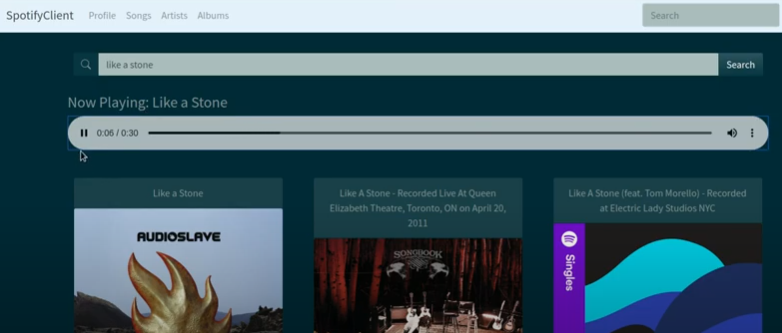 SpotifyClient Profile Songs Artists Albums Search
like a stone Search
Now Playing: Like a Stone
0:06 / 0:30
Like a Stone
AUDIOSLAVE
Like A Stone - Recorded Live At Queen
Elizabeth Theatre, Toronto, ON on April 20,
2011
SONGBOOK
Like A Stone (feat. Tom Morello) - Recorded
at Electric Lady Studios NYC
Singles